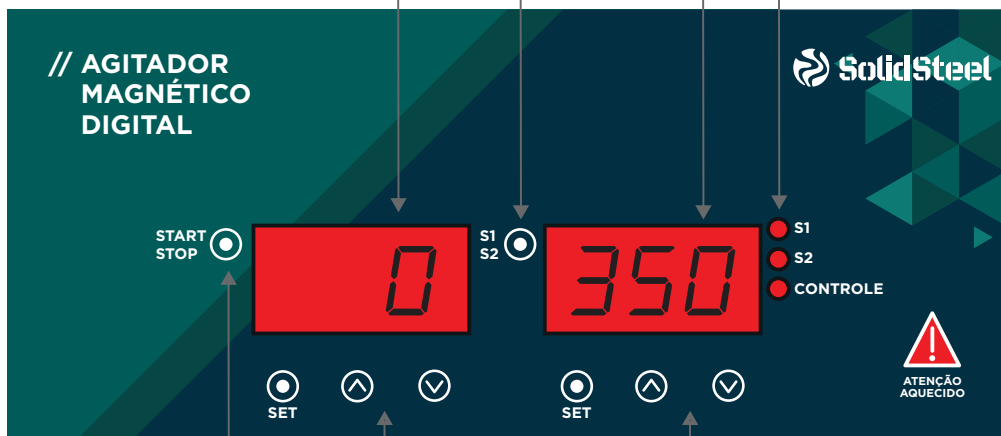 // AGITADOR
MAGNÉTICO
DIGITAL
SolidSteel
START
STOP
0
S1
S2
350
S1
S2
CONTROLE
SET
SET
ATENÇÃO
AQUECIDO